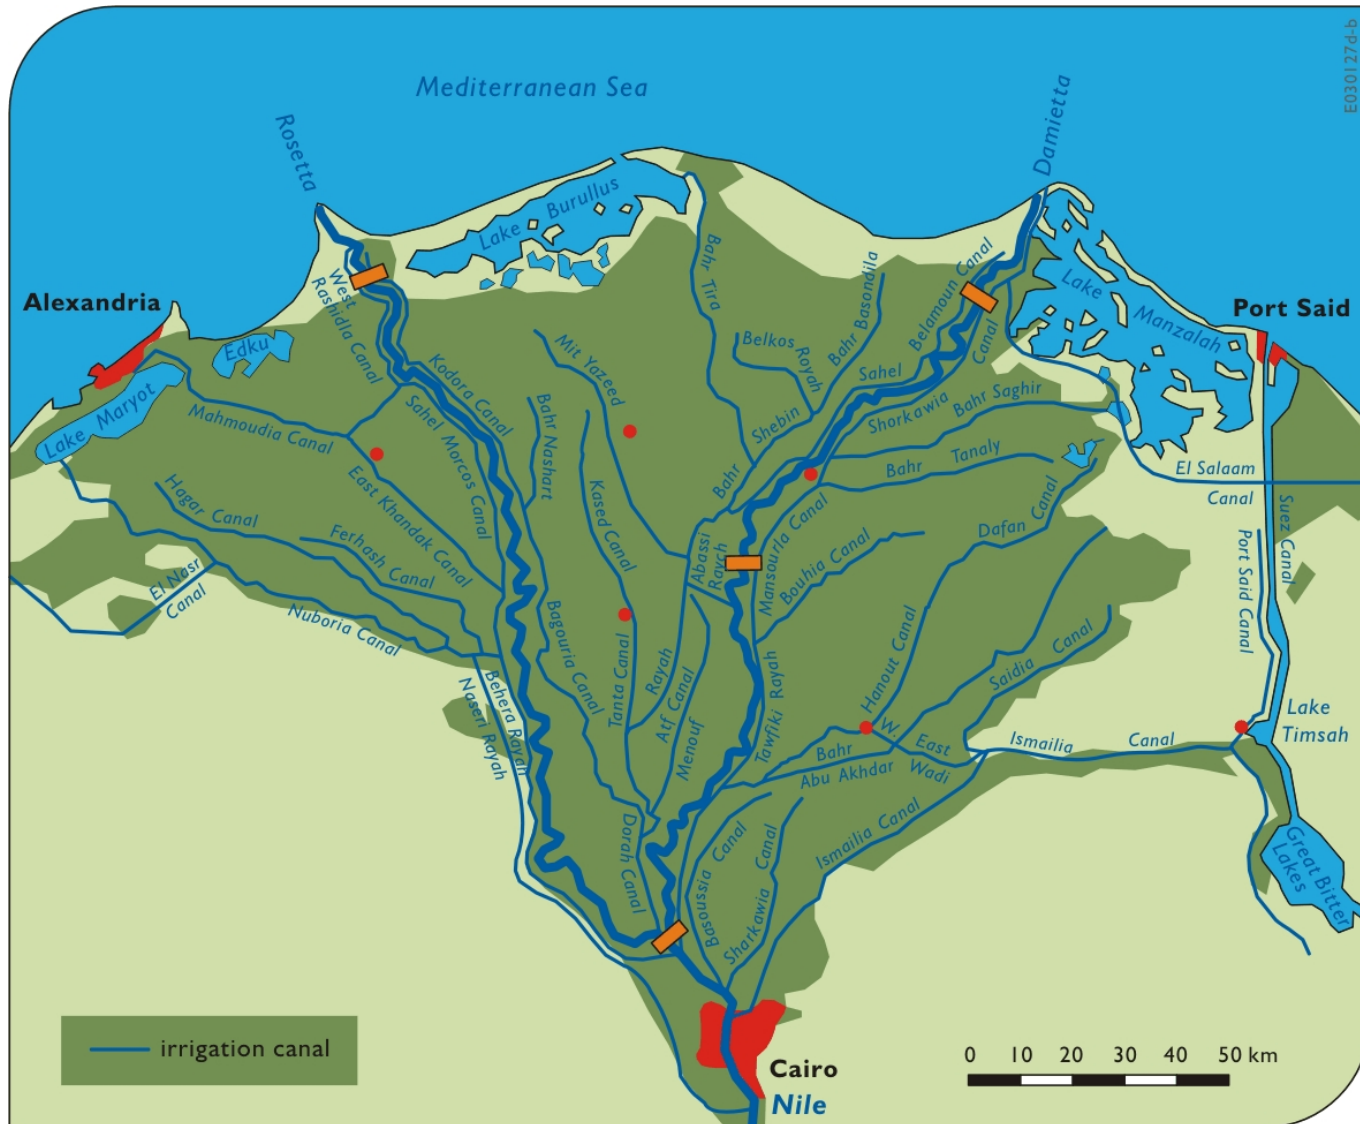 E030127d-b
Mediterranean Sea
Rosetta
Damietta
Lake Burullus
Lake Manzalah
Alexandria
Port Said
Edku
Lake Maryot
West
Rashidla Canal
Kodora Canal
Sahel Morcos Canal
Mahmoudia Canal
East Khandak Canal
Hagar Canal
Ferhash Canal
El Nasr
Canal
Nuboria Canal
Behera Rayah
Naseri Rayah
Bahr Nashart
Kased Canal
Mit Yazeed
Bahr Tira
Belkos
Royah
Bahr Basondila
Bahr Shebin
Sahel Belamoun Canal
Shorkawia Canal
Bahr Saghir
Bahr Tanaly
Dafan Canal
Mansourla Canal
Bouhia Canal
Abassi
Raych
El Salaam
Canal
Port Said Canal
Suez Canal
Bagouria Canal
Tanta Canal
Rayah
Atf Canal
Menouf
Tawfiki Rayah
Hanout Canal
Saidia Canal
Bahr
W.
East
Wadi
Abu Akhdar
Ismailia Canal
Lake
Timsah
Great Bitter
Lakes
Dorah Canal
Basoussia Canal
Sharkawia Canal
Ismailia Canal
irrigation canal
Cairo
Nile
0 10 20 30 40 50 km